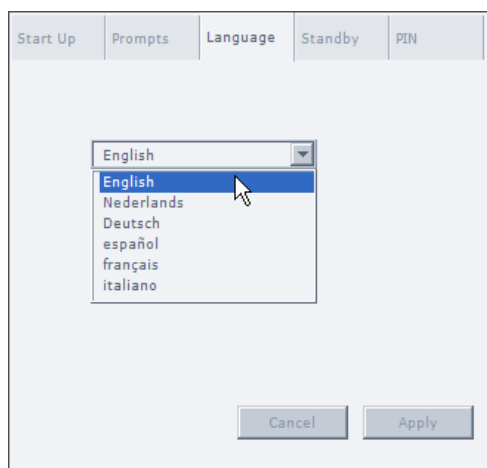 Start Up Prompts Language Standby PIN
English
English
Nederlands
Deutsch
español
français
italiano
Cancel Apply